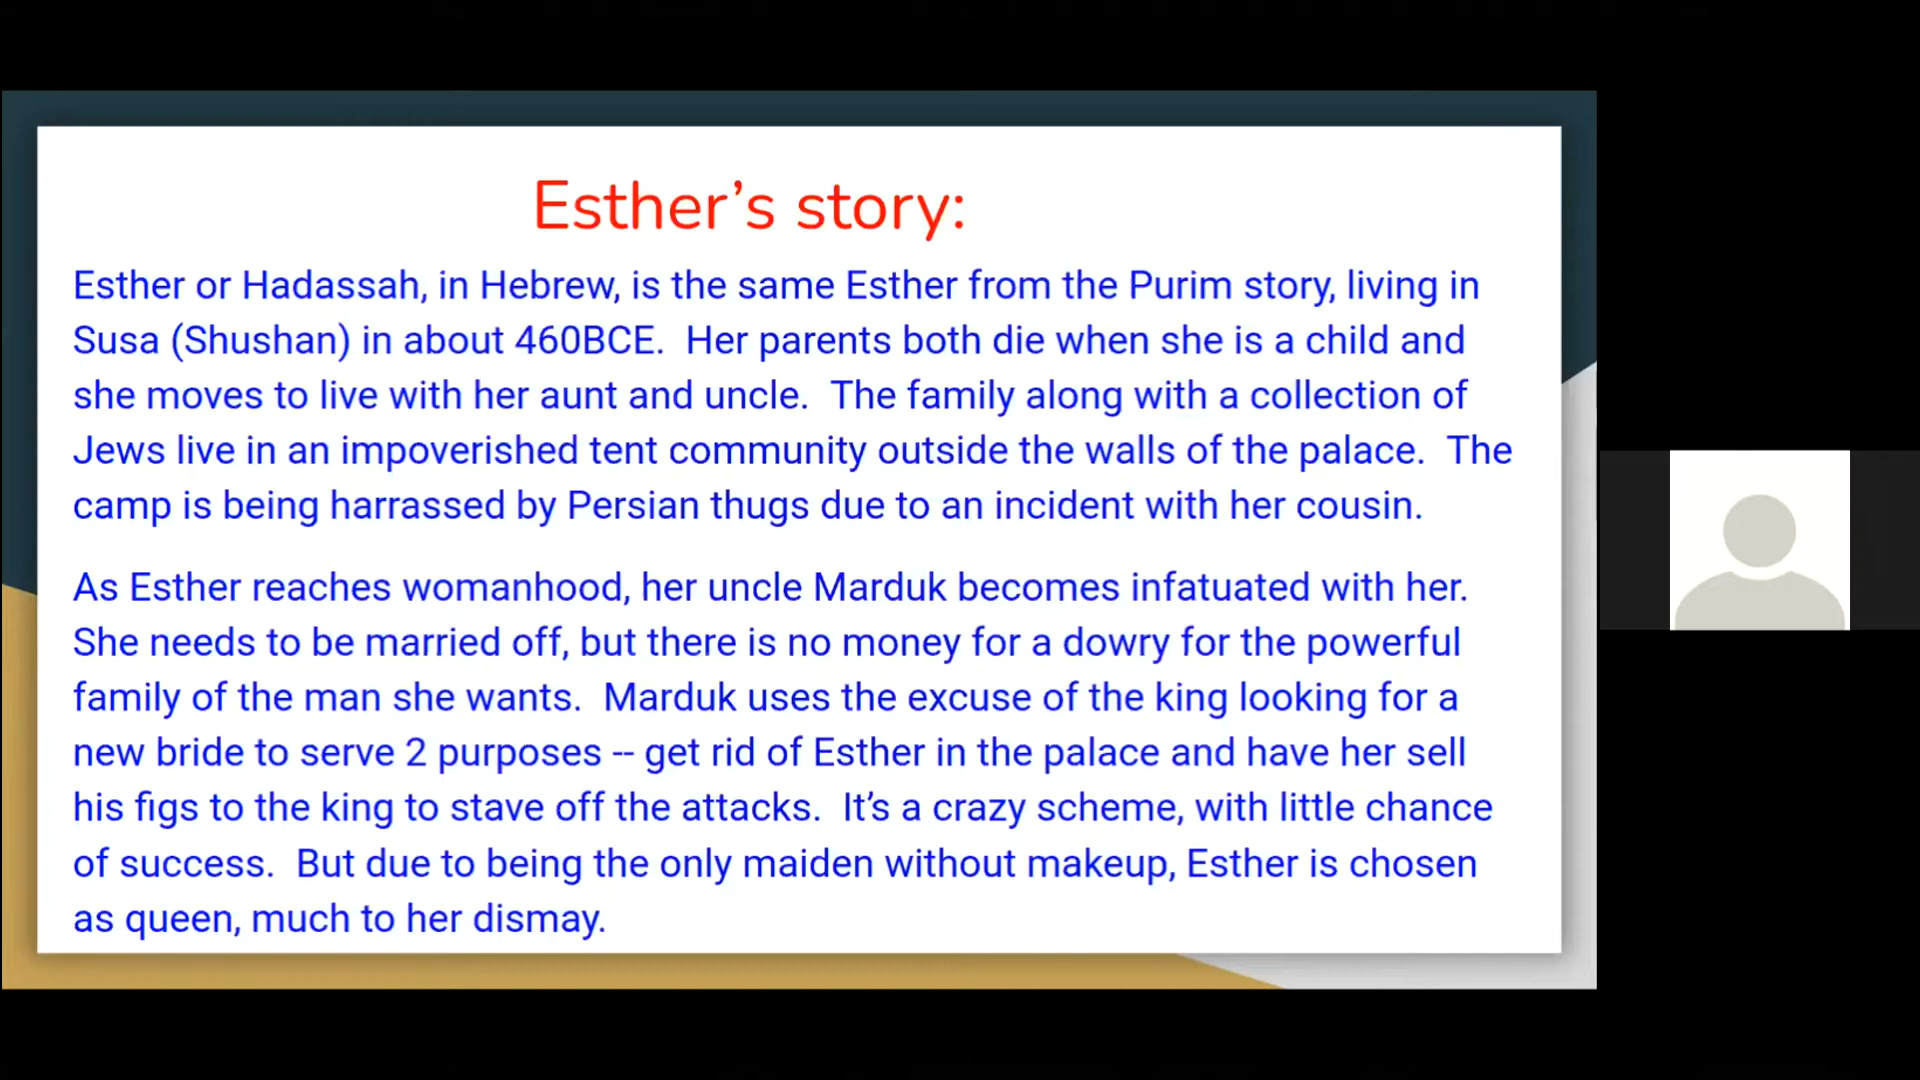 Esther’s story:
Esther or Hadassah, in Hebrew, is the same Esther from the Purim story, living in
Susa (Shushan) in about 460BCE.  Her parents both die when she is a child and
she moves to live with her aunt and uncle.  The family along with a collection of
Jews live in an impoverished tent community outside the walls of the palace.  The
camp is being harrassed by Persian thugs due to an incident with her cousin.
As Esther reaches womanhood, her uncle Marduk becomes infatuated with her.
She needs to be married off, but there is no money for a dowry for the powerful
family of the man she wants.  Marduk uses the excuse of the king looking for a
new bride to serve 2 purposes -- get rid of Esther in the palace and have her sell
his figs to the king to stave off the attacks.  It’s a crazy scheme, with little chance
of success.  But due to being the only maiden without makeup, Esther is chosen
as queen, much to her dismay.